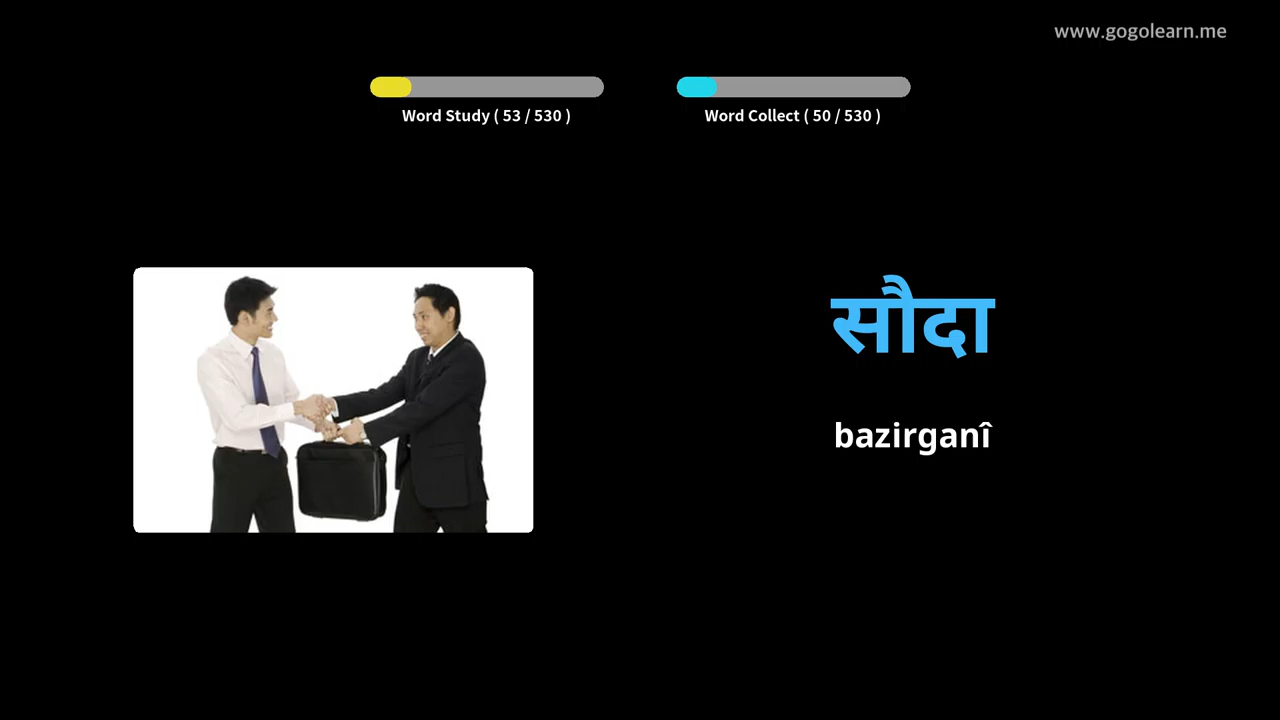 www.gogolearn.me
Word Study ( 53 / 530 )
Word Collect ( 50 / 530 )
सौदा
bazirganî